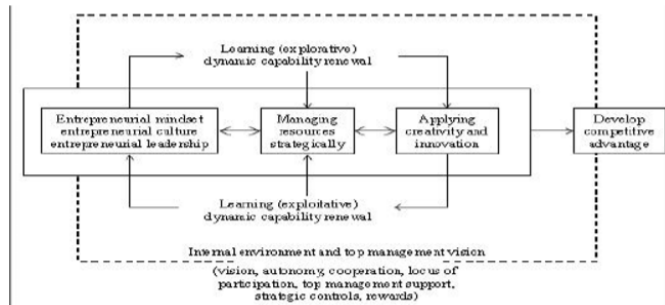 Learning (explorative)
dynamic capability renewal
Entrepreneurial mindset
entrepreneurial culture
entrepreneurial leadership
Managing
resources
strategically
Applying
creativity and
innovation
Develop
competitive
advantage
Learning (exploitative)
dynamic capability renewal
Internal environment and top management vision
(vision, autonomy, cooperation, locus of
participation, top management support,
strategic controls, rewards)